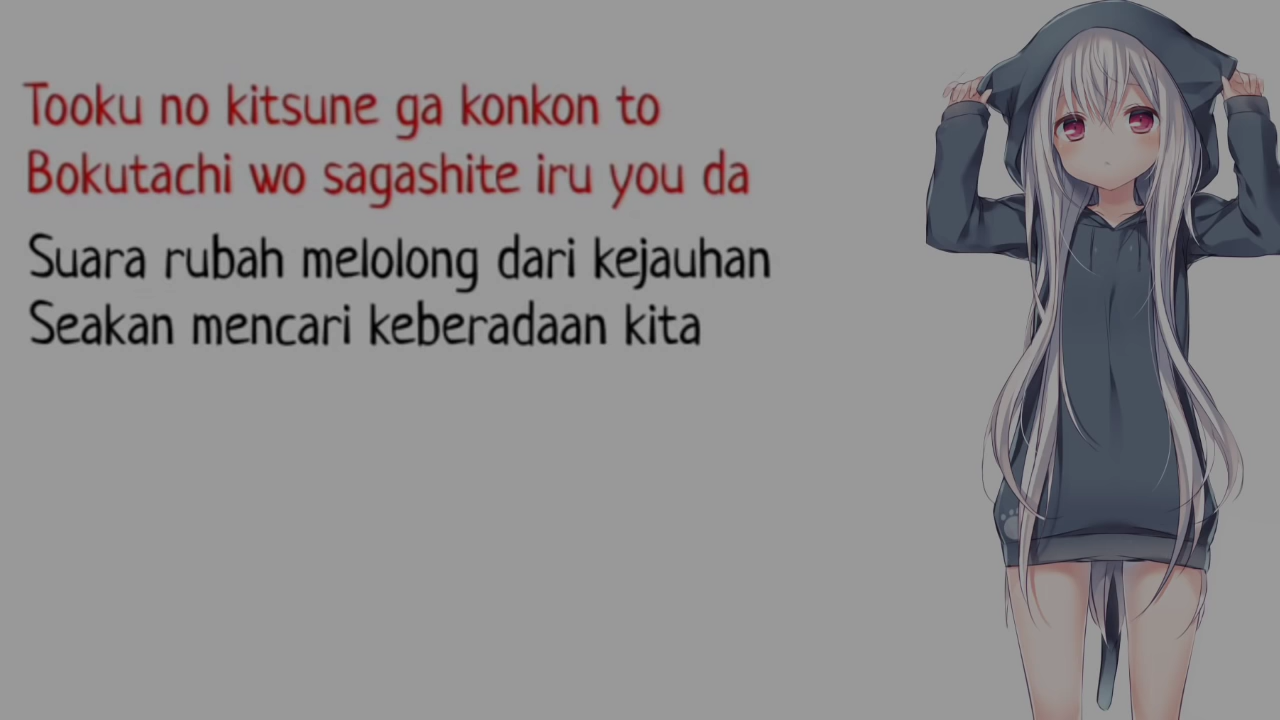 Tooku no kitsune ga konkon to
Bokutachi wo sagashite iru you da
Suara rubah melolong dari kejauhan
Seakan mencari keberadaan kita